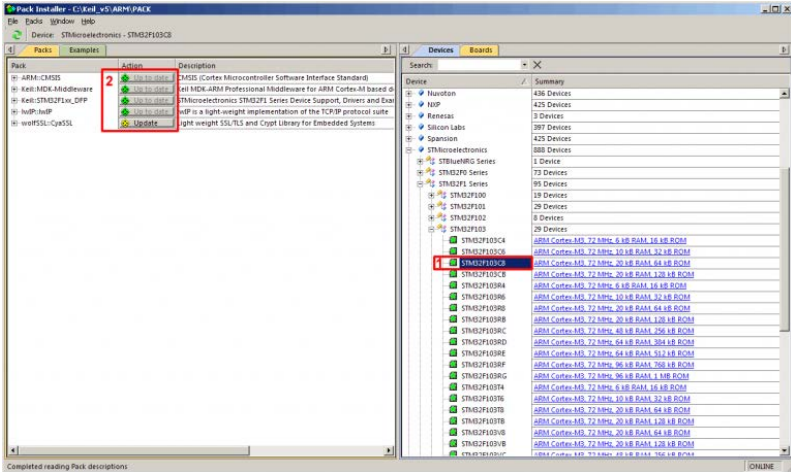 Pack Installer - C:\Keil_v5\ARM\PACK
File Packs Window Help
Device: STMicroelectronics - STM32F103C8
Packs Examples
Pack Action Description
ARM::CMSIS Up to date CMSIS (Cortex Microcontroller Software Interface Standard)
Keil::MDK-Middleware Up to date Keil MDK-ARM Professional Middleware for ARM Cortex-M based d
Keil::STM32F1xx_DFP Up to date STMicroelectronics STM32F1 Series Device Support, Drivers and Exar
lwIP::lwIP Up to date lwIP is a light-weight implementation of the TCP/IP protocol suite
wolfSSL::CyaSSL Update Light weight SSL/TLS and Crypt Library for Embedded Systems
2
Devices Boards
Search:
Device Summary
Nuvoton 436 Devices
NXP 425 Devices
Renesas 3 Devices
Silicon Labs 397 Devices
Spansion 425 Devices
STMicroelectronics 888 Devices
STBlueNRG Series 1 Device
STM32F0 Series 73 Devices
STM32F1 Series 95 Devices
STM32F100 19 Devices
STM32F101 29 Devices
STM32F102 8 Devices
STM32F103 29 Devices
STM32F103C4 ARM Cortex-M3, 72 MHz, 6 kB RAM, 16 kB ROM
STM32F103C6 ARM Cortex-M3, 72 MHz, 10 kB RAM, 32 kB ROM
1 STM32F103C8 ARM Cortex-M3, 72 MHz, 20 kB RAM, 64 kB ROM
STM32F103CB ARM Cortex-M3, 72 MHz, 20 kB RAM, 128 kB ROM
STM32F103R4 ARM Cortex-M3, 72 MHz, 6 kB RAM, 16 kB ROM
STM32F103R6 ARM Cortex-M3, 72 MHz, 10 kB RAM, 32 kB ROM
STM32F103R8 ARM Cortex-M3, 72 MHz, 20 kB RAM, 64 kB ROM
STM32F103RB ARM Cortex-M3, 72 MHz, 20 kB RAM, 128 kB ROM
STM32F103RC ARM Cortex-M3, 72 MHz, 48 kB RAM, 256 kB ROM
STM32F103RD ARM Cortex-M3, 72 MHz, 64 kB RAM, 384 kB ROM
STM32F103RE ARM Cortex-M3, 72 MHz, 64 kB RAM, 512 kB ROM
STM32F103RF ARM Cortex-M3, 72 MHz, 96 kB RAM, 768 kB ROM
STM32F103RG ARM Cortex-M3, 72 MHz, 96 kB RAM, 1 MB ROM
STM32F103T4 ARM Cortex-M3, 72 MHz, 6 kB RAM, 16 kB ROM
STM32F103T6 ARM Cortex-M3, 72 MHz, 10 kB RAM, 32 kB ROM
STM32F103T8 ARM Cortex-M3, 72 MHz, 20 kB RAM, 64 kB ROM
STM32F103TB ARM Cortex-M3, 72 MHz, 20 kB RAM, 128 kB ROM
STM32F103V8 ARM Cortex-M3, 72 MHz, 20 kB RAM, 64 kB ROM
STM32F103VB ARM Cortex-M3, 72 MHz, 20 kB RAM, 128 kB ROM
STM32F103VC ARM Cortex-M3, 72 MHz, 48 kB RAM, 256 kB ROM
Completed reading Pack descriptions
ONLINE